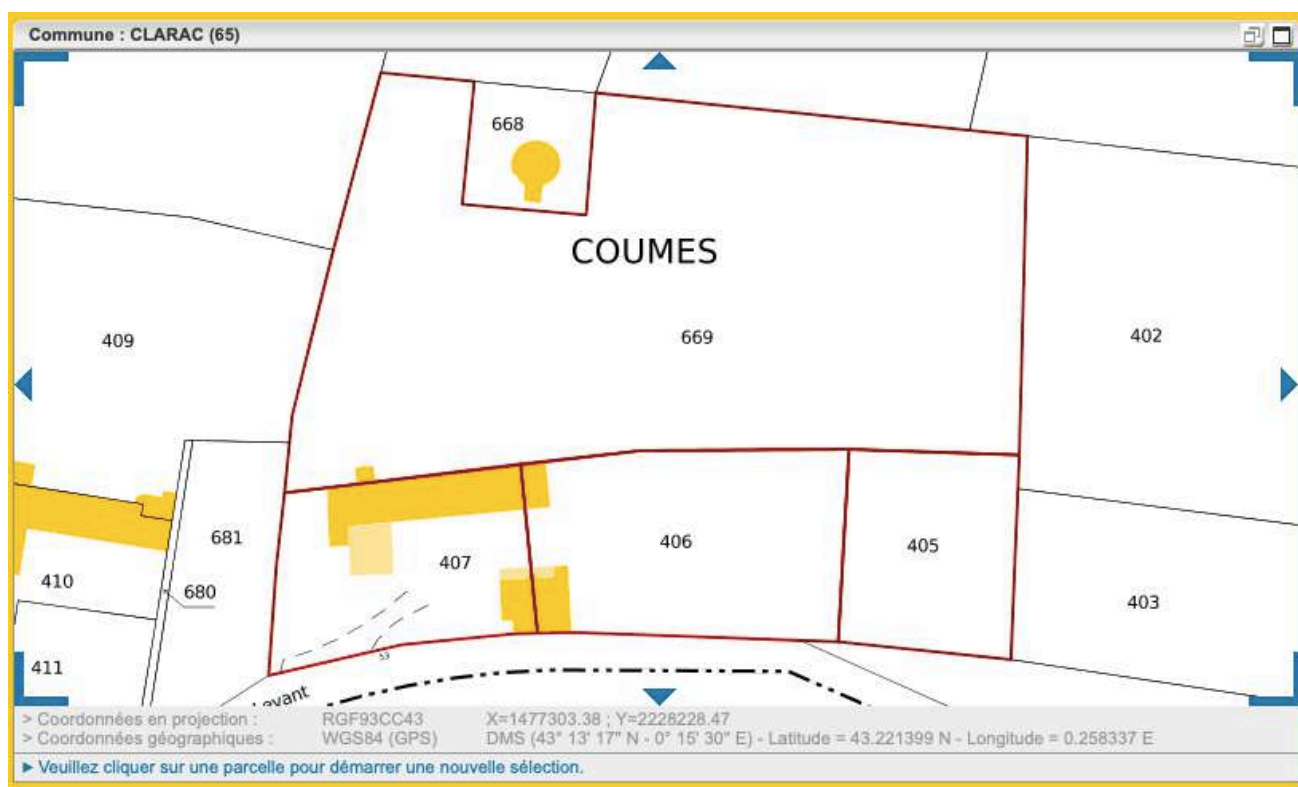 Commune : CLARAC (65)
668
COUMES
409
669
402
681
407
406
405
410
680
403
411
53
Levant
> Coordonnées en projection : RGF93CC43 X=1477303.38 ; Y=2228228.47
> Coordonnées géographiques : WGS84 (GPS) DMS (43° 13' 17" N - 0° 15' 30" E) - Latitude = 43.221399 N - Longitude = 0.258337 E
► Veuillez cliquer sur une parcelle pour démarrer une nouvelle sélection.